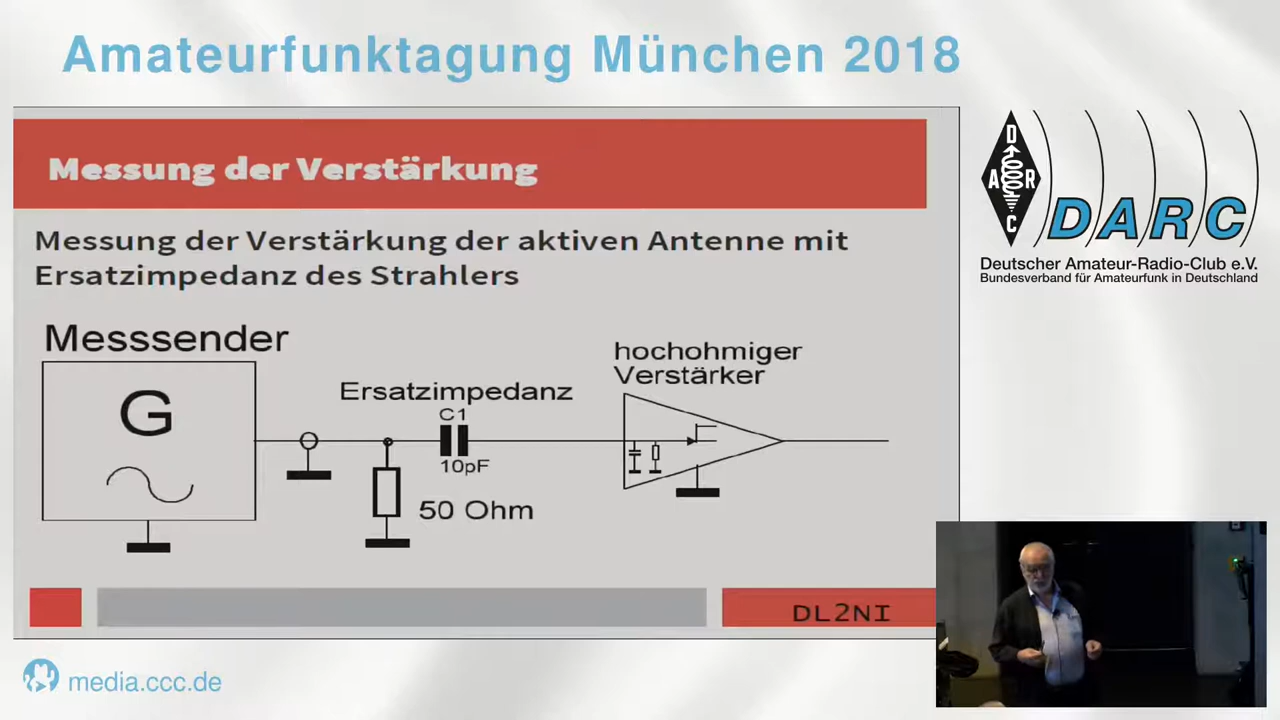 Amateurfunktagung München 2018
Messung der Verstärkung
Messung der Verstärkung der aktiven Antenne mit
Ersatzimpedanz des Strahlers
Messsender
G
Ersatzimpedanz
C1
10pF
50 Ohm
hochohmiger
Verstärker
DL2NI
D
A R
C
DARC
Deutscher Amateur-Radio-Club e.V.
Bundesverband für Amateurfunk in Deutschland
media.ccc.de